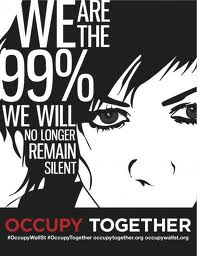 WE ARE
THE
99%
WE WILL
NO LONGER
REMAIN
SILENT
OCCUPY TOGETHER
#OccupyWallSt #OccupyTogether occupytogether.org occupywallst.org